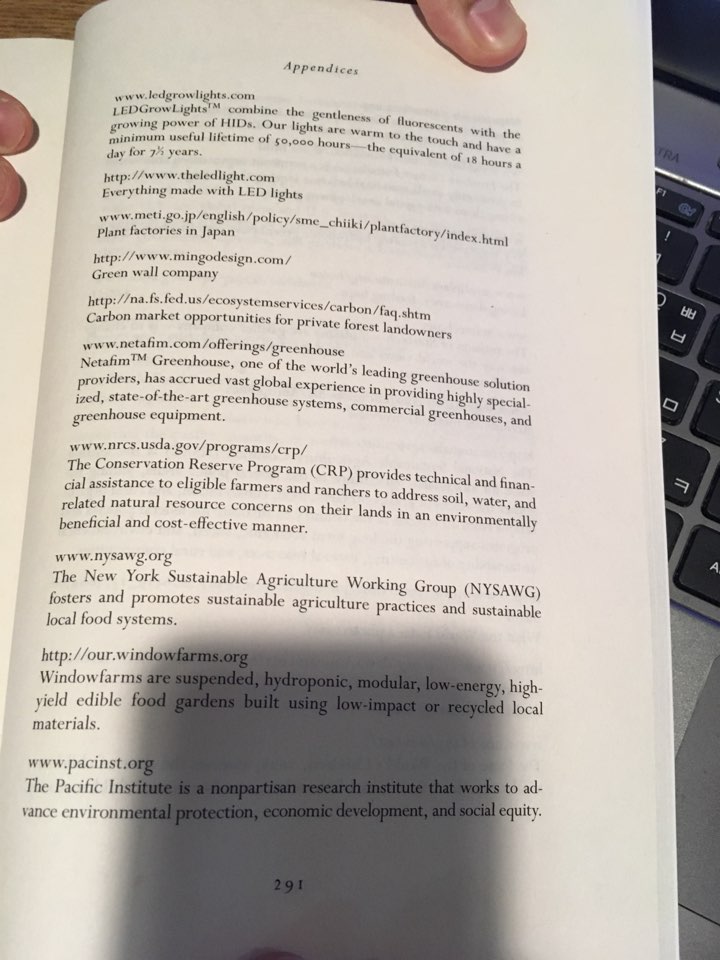 Appendices
www.ledgrowlights.com
LEDGrowLights™ combine the gentleness of fluorescents with the
growing power of HIDs. Our lights are warm to the touch and have a
minimum useful lifetime of 50,000 hours—the equivalent of 18 hours a
day for 7½ years.
http://www.theledlight.com
Everything made with LED lights
www.meti.go.jp/english/policy/sme_chiiki/plantfactory/index.html
Plant factories in Japan
http://www.mingodesign.com/
Green wall company
http://na.fs.fed.us/ecosystemservices/carbon/faq.shtm
Carbon market opportunities for private forest landowners
www.netafim.com/offerings/greenhouse
Netafim™ Greenhouse, one of the world's leading greenhouse solution
providers, has accrued vast global experience in providing highly special-
ized, state-of-the-art greenhouse systems, commercial greenhouses, and
greenhouse equipment.
www.nrcs.usda.gov/programs/crp/
The Conservation Reserve Program (CRP) provides technical and finan-
cial assistance to eligible farmers and ranchers to address soil, water, and
related natural resource concerns on their lands in an environmentally
beneficial and cost-effective manner.
www.nysawg.org
The New York Sustainable Agriculture Working Group (NYSAWG)
fosters and promotes sustainable agriculture practices and sustainable
local food systems.
http://our.windowfarms.org
Windowfarms are suspended, hydroponic, modular, low-energy, high-
yield edible food gardens built using low-impact or recycled local
materials.
www.pacinst.org
The Pacific Institute is a nonpartisan research institute that works to ad-
vance environmental protection, economic development, and social equity.
291
F1
!
ㅃ
ㅂ
ㅁ
ㅋ